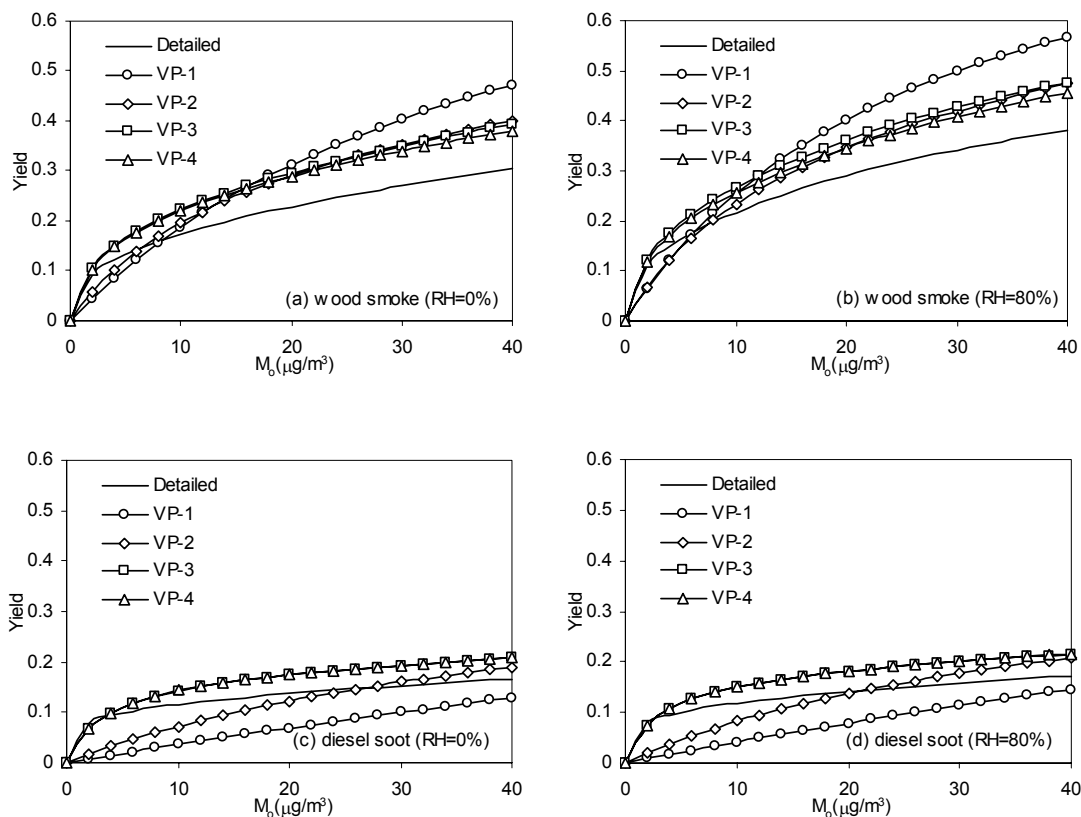 0.6
0.5
0.4
0.3
0.2
0.1
0
Yield
Detailed
VP-1
VP-2
VP-3
VP-4
(a) wood smoke (RH=0%)
0 10 20 30 40
Mo(μg/m³)
0.6
0.5
0.4
0.3
0.2
0.1
0
Yield
Detailed
VP-1
VP-2
VP-3
VP-4
(b) wood smoke (RH=80%)
0 10 20 30 40
Mo(μg/m³)
0.6
0.5
0.4
0.3
0.2
0.1
0
Yield
Detailed
VP-1
VP-2
VP-3
VP-4
(c) diesel soot (RH=0%)
0 10 20 30 40
Mo(μg/m³)
0.6
0.5
0.4
0.3
0.2
0.1
0
Yield
Detailed
VP-1
VP-2
VP-3
VP-4
(d) diesel soot (RH=80%)
0 10 20 30 40
Mo(μg/m³)